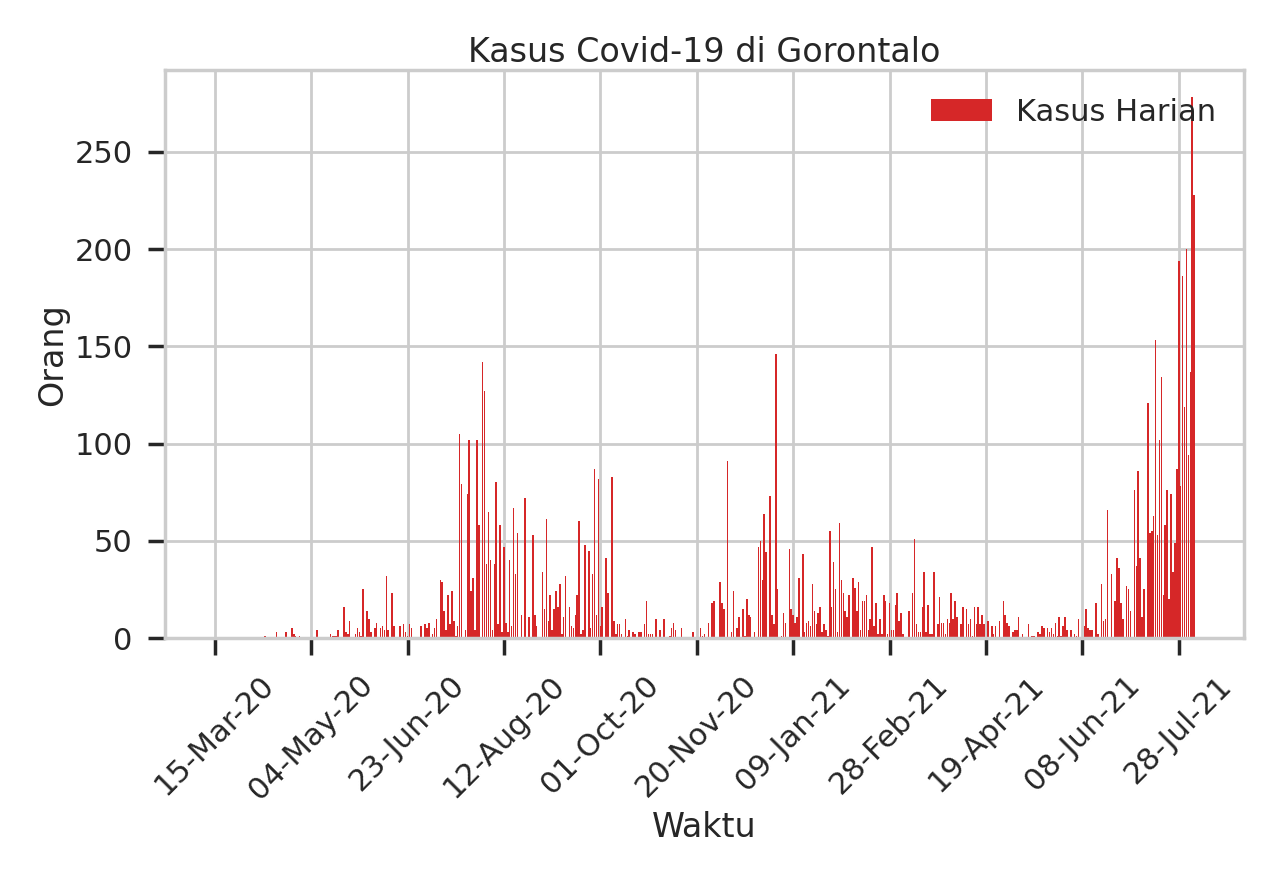 Kasus Covid-19 di Gorontalo
Kasus Harian
Orang
250
200
150
100
50
0
15-Mar-20
04-May-20
23-Jun-20
12-Aug-20
01-Oct-20
20-Nov-20
09-Jan-21
28-Feb-21
19-Apr-21
08-Jun-21
28-Jul-21
Waktu